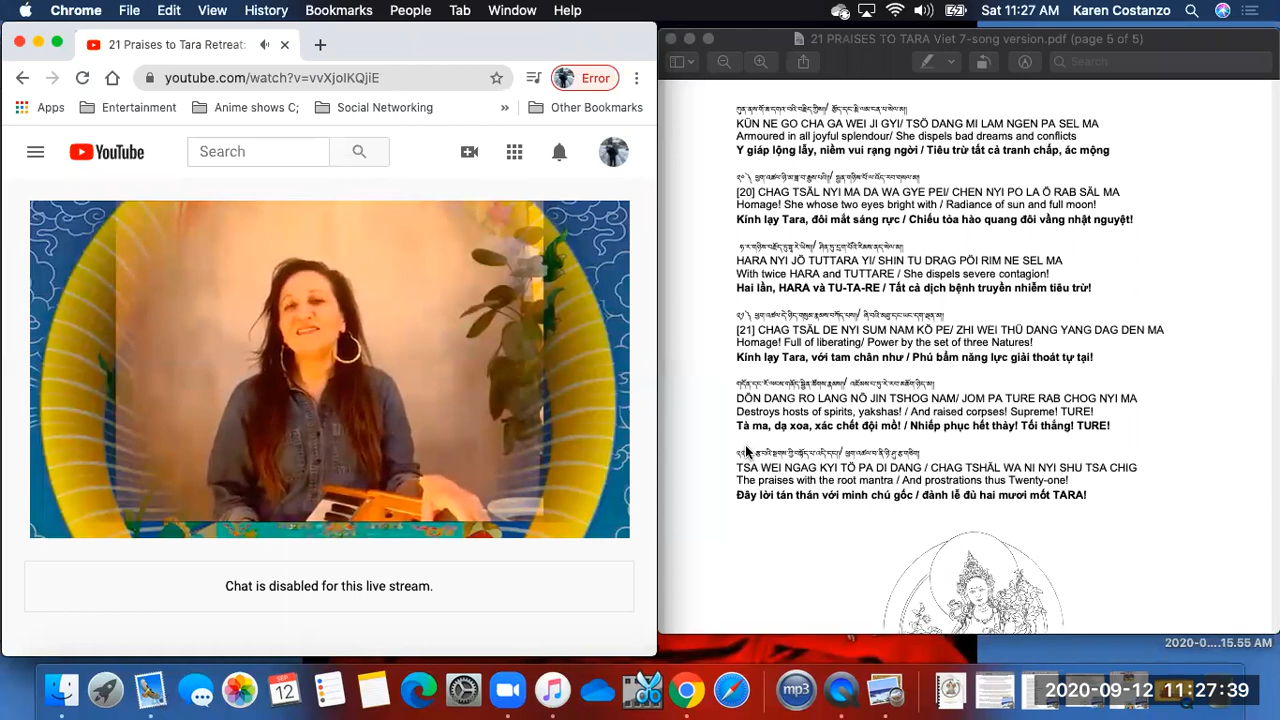 Chrome File Edit View History Bookmarks People Tab Window Help Sat 11:27 AM Karen Costanzo
21 Praises to Tara Retreat:
youtube.com/watch?v=vvXjolKQjiE Error
Apps Entertainment Anime shows C; Social Networking » Other Bookmarks
YouTube Search
Chat is disabled for this live stream.
21 PRAISES TO TARA Viet 7-song version.pdf (page 5 of 5)
Search
KÜN NE GO CHA GA WEI JI GYI/ TSÖ DANG MI LAM NGEN PA SEL MA
Armoured in all joyful splendour/ She dispels bad dreams and conflicts
Y giáp lộng lẫy, niềm vui rạng ngời / Tiêu trừ tất cả tranh chấp, ác mộng
[20] CHAG TSÄL NYI MA DA WA GYE PEI/ CHEN NYI PO LA Ö RAB SÄL MA
Homage! She whose two eyes bright with / Radiance of sun and full moon!
Kính lạy Tara, đôi mắt sáng rực / Chiếu tỏa hào quang đôi vầng nhật nguyệt!
HARA NYI JÖ TUTTARA YI/ SHIN TU DRAG PÖI RIM NE SEL MA
With twice HARA and TUTTARE / She dispels severe contagion!
Hai lần, HARA và TU-TA-RE / Tất cả dịch bệnh truyền nhiễm tiêu trừ!
[21] CHAG TSÄL DE NYI SUM NAM KÖ PE/ ZHI WEi THÜ DANG YANG DAG DEN MA
Homage! Full of liberating/ Power by the set of three Natures!
Kính lạy Tara, với tam chân như / Phú bẩm năng lực giải thoát tự tại!
DÖN DANG RO LANG NÖ JIN TSHOG NAM/ JOM PA TURE RAB CHOG NYI MA
Destroys hosts of spirits, yakshas! / And raised corpses! Supreme! TURE!
Tà ma, dạ xoa, xác chết đội mồ! / Nhiếp phục hết thảy! Tối thắng! TURE!
TSA WEI NGAG KYI TÖ PA DI DANG / CHAG TSHÄL WA NI NYI SHU TSA CHIG
The praises with the root mantra / And prostrations thus Twenty-one!
Đây lời tán thán với minh chú gốc / đảnh lễ đủ hai mươi mốt TARA!
2020-0....15.55 AM
SEP
12
mp3
2020-09-12 11:27:39